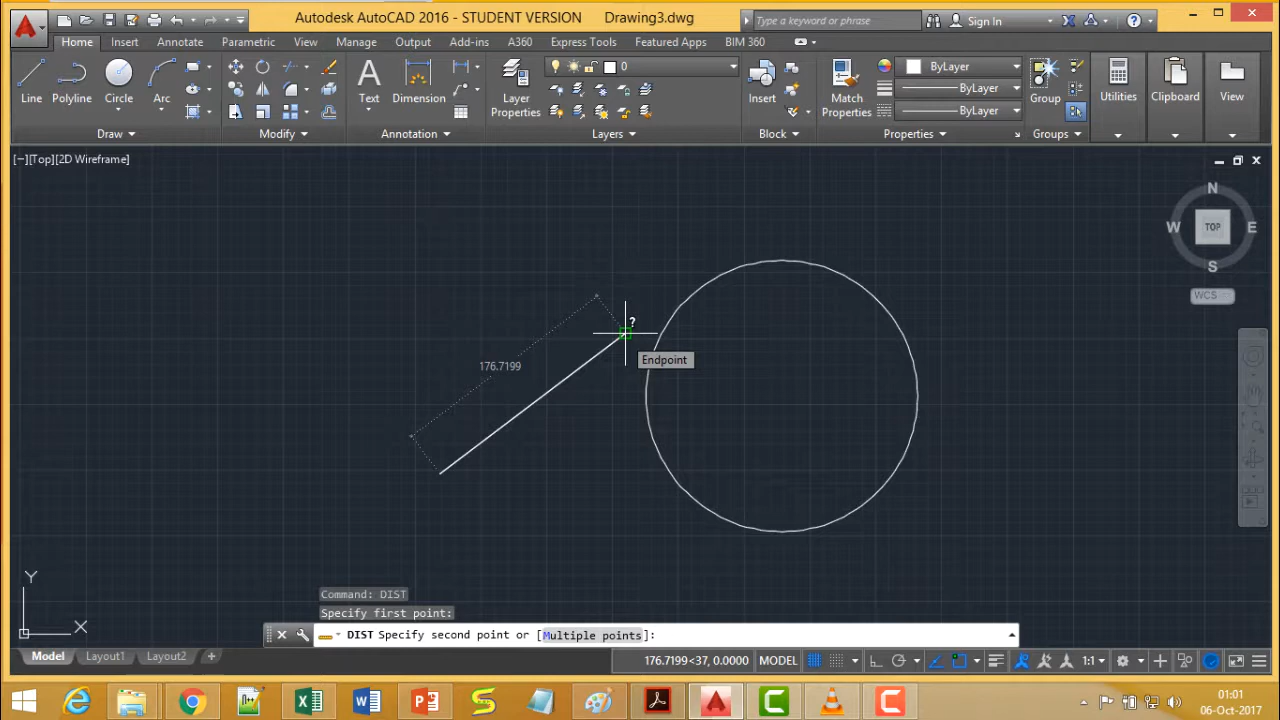 Autodesk AutoCAD 2016 - STUDENT VERSION Drawing3.dwg
Type a keyword or phrase
Sign In
Home Insert Annotate Parametric View Manage Output Add-ins A360 Express Tools Featured Apps BIM 360
0
ByLayer
ByLayer
ByLayer
Line Polyline Circle Arc
Text Dimension
Layer Properties
Insert
Match Properties
Group
Utilities
Clipboard
View
Draw Modify Annotation Layers Block Properties Groups
[−][Top][2D Wireframe]
N
W TOP E
S
WCS
?
Endpoint
176.7199
Y
X
Command: DIST
Specify first point:
DIST Specify second point or [Multiple points]:
Model Layout1 Layout2 +
176.7199<37, 0.0000 MODEL 1:1
01:01
06-Oct-2017